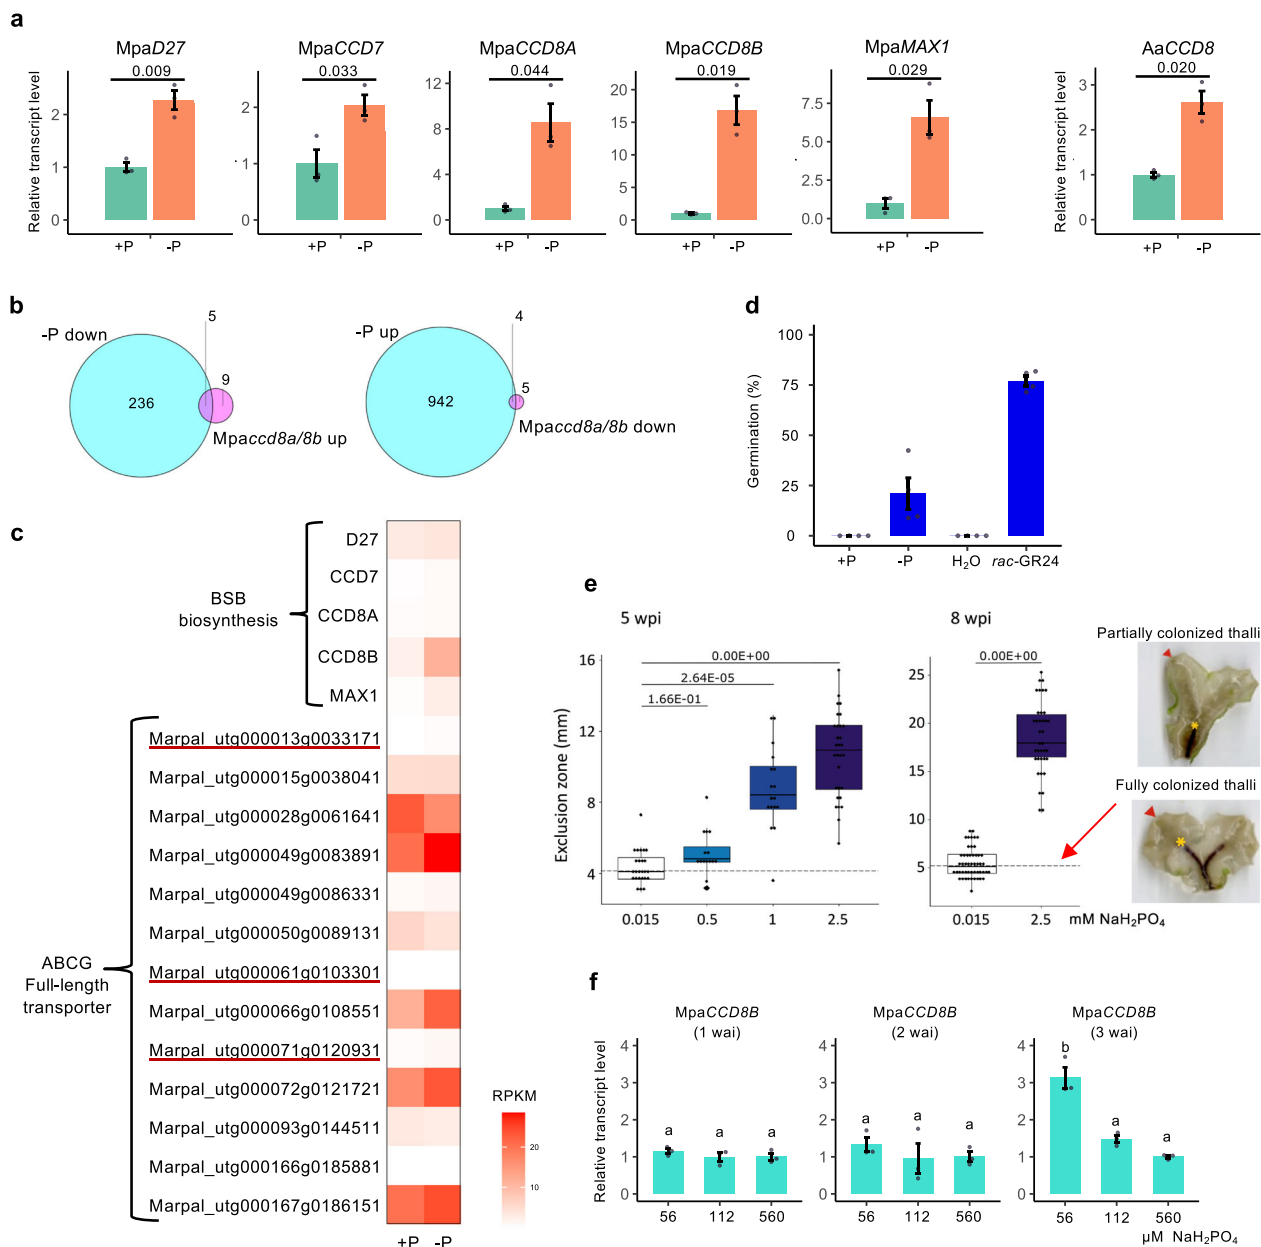 a
MpaD27
MpaCCD7
MpaCCD8A
MpaCCD8B
MpaMAX1
AaCCD8
0.009
0.033
0.044
0.019
0.029
0.020
Relative transcript level
2
1
0
2
1
0
12
8
4
0
20
15
10
5
0
7.5
5.0
2.5
0.0
Relative transcript level
3
2
1
0
+P -P
+P -P
+P -P
+P -P
+P -P
+P -P
b
-P down
5
9
236
Mpaccd8a/8b up
-P up
4
5
942
Mpaccd8a/8b down
c
BSB
biosynthesis
D27
CCD7
CCD8A
CCD8B
MAX1
ABCG
Full-length
transporter
Marpal_utg000013g0033171
Marpal_utg000015g0038041
Marpal_utg000028g0061641
Marpal_utg000049g0083891
Marpal_utg000049g0086331
Marpal_utg000050g0089131
Marpal_utg000061g0103301
Marpal_utg000066g0108551
Marpal_utg000071g0120931
Marpal_utg000072g0121721
Marpal_utg000093g0144511
Marpal_utg000166g0185881
Marpal_utg000167g0186151
+P -P
RPKM
20
10
d
Germination (%)
100
75
50
25
0
+P -P H2O rac-GR24
e
5 wpi
Exclusion zone (mm)
16
12
8
4
0.00E+00
2.64E-05
1.66E-01
0.015 0.5 1 2.5
8 wpi
0.00E+00
25
20
15
10
5
0.015 2.5 mM NaH2PO4
Partially colonized thalli
*
Fully colonized thalli
*
f
MpaCCD8B
(1 wai)
MpaCCD8B
(2 wai)
MpaCCD8B
(3 wai)
Relative transcript level
4
3
2
1
0
a a a
56 112 560
4
3
2
1
0
a a a
56 112 560
4
3
2
1
0
b a a
56 112 560
µM NaH2PO4